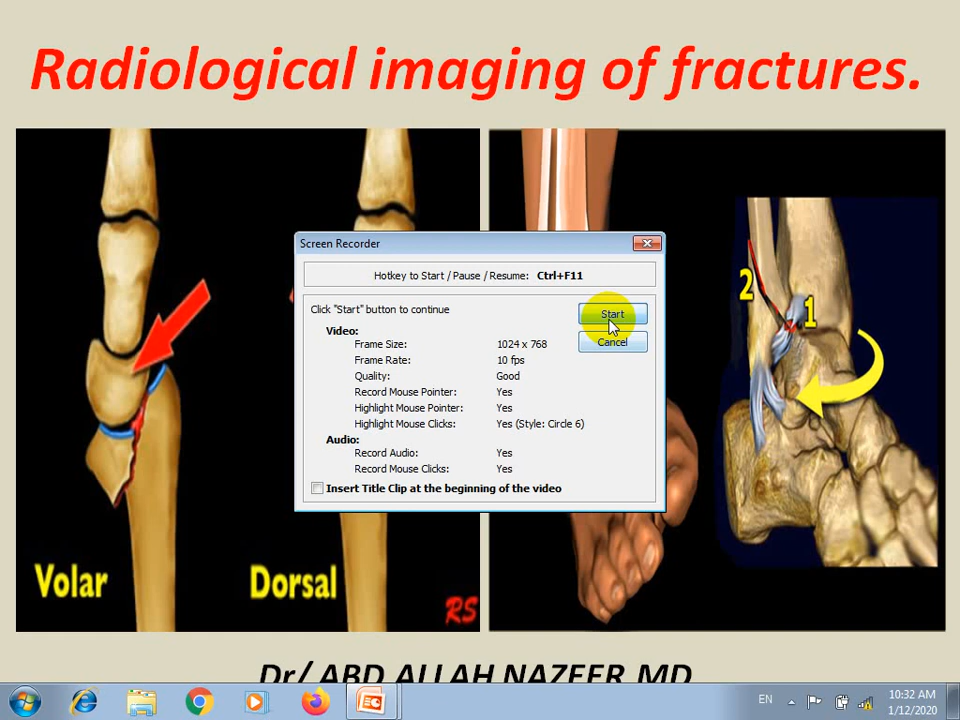 Radiological imaging of fractures.
Screen Recorder
Hotkey to Start / Pause / Resume: Ctrl+F11
Click "Start" button to continue
Start
Video:
Cancel
Frame Size: 1024 x 768
Frame Rate: 10 fps
Quality: Good
Record Mouse Pointer: Yes
Highlight Mouse Pointer: Yes
Highlight Mouse Clicks: Yes (Style: Circle 6)
Audio:
Record Audio: Yes
Record Mouse Clicks: Yes
Insert Title Clip at the beginning of the video
2
1
Volar
Dorsal
RS
Dr/ ABD ALLAH NAZEER MD
EN
10:32 AM
1/12/2020